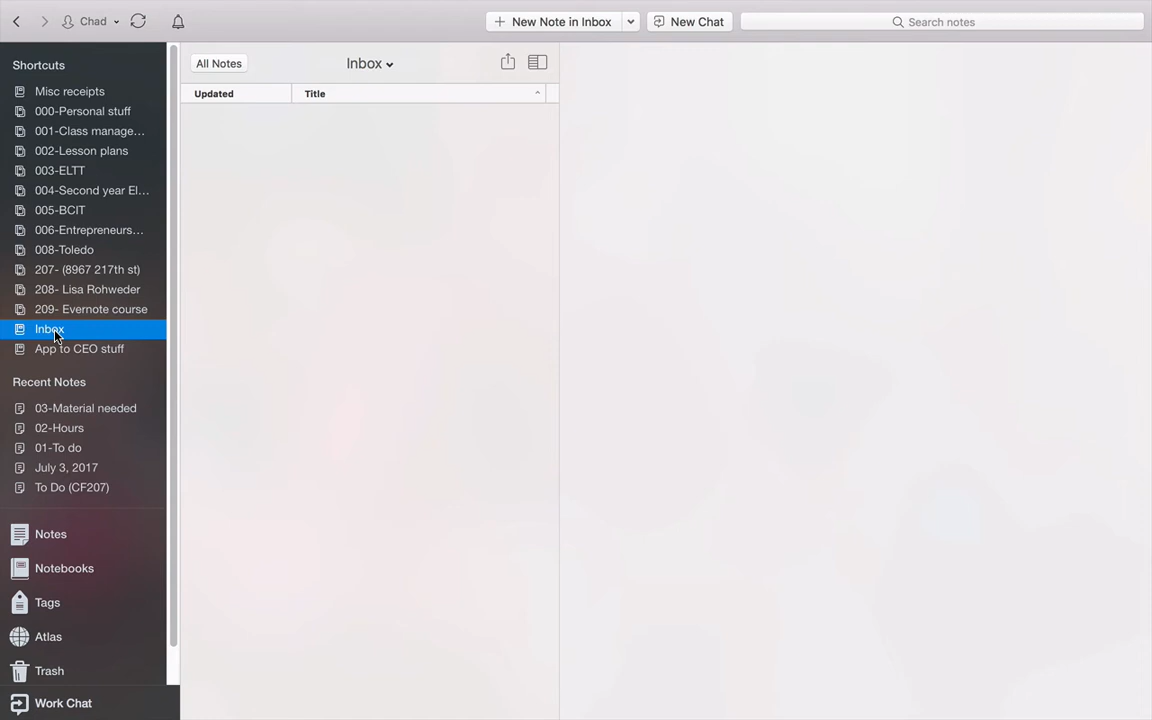 Chad
New Note in Inbox
New Chat
Search notes
Shortcuts
Misc receipts
000-Personal stuff
001-Class manage...
002-Lesson plans
003-ELTT
004-Second year El...
005-BCIT
006-Entrepreneurs...
008-Toledo
207- (8967 217th st)
208- Lisa Rohweder
209- Evernote course
Inbox
App to CEO stuff
Recent Notes
03-Material needed
02-Hours
01-To do
July 3, 2017
To Do (CF207)
Notes
Notebooks
Tags
Atlas
Trash
Work Chat
All Notes
Inbox
Updated
Title